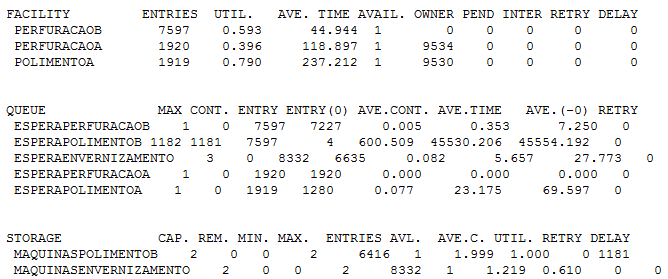 FACILITY ENTRIES UTIL. AVE. TIME AVAIL. OWNER PEND INTER RETRY DELAY
PERFURACAOB 7597 0.593 44.944 1 0 0 0 0 0
PERFURACAOA 1920 0.396 118.897 1 9534 0 0 0 0
POLIMENTOA 1919 0.790 237.212 1 9530 0 0 0 0
QUEUE MAX CONT. ENTRY ENTRY(0) AVE.CONT. AVE.TIME AVE.(-0) RETRY
ESPERAPERFURACAOB 1 0 7597 7227 0.005 0.353 7.250 0
ESPERAPOLIMENTOB 1182 1181 7597 4 600.509 45530.206 45554.192 0
ESPERAENVERNIZAMENTO 3 0 8332 6635 0.082 5.657 27.773 0
ESPERAPERFURACAOA 1 0 1920 1920 0.000 0.000 0.000 0
ESPERAPOLIMENTOA 1 0 1919 1280 0.077 23.175 69.597 0
STORAGE CAP. REM. MIN. MAX. ENTRIES AVL. AVE.C. UTIL. RETRY DELAY
MAQUINASPOLIMENTOB 2 0 0 2 6416 1 1.999 1.000 0 1181
MAQUINASENVERNIZAMENTO 2 0 0 2 8332 1 1.219 0.610 0 0